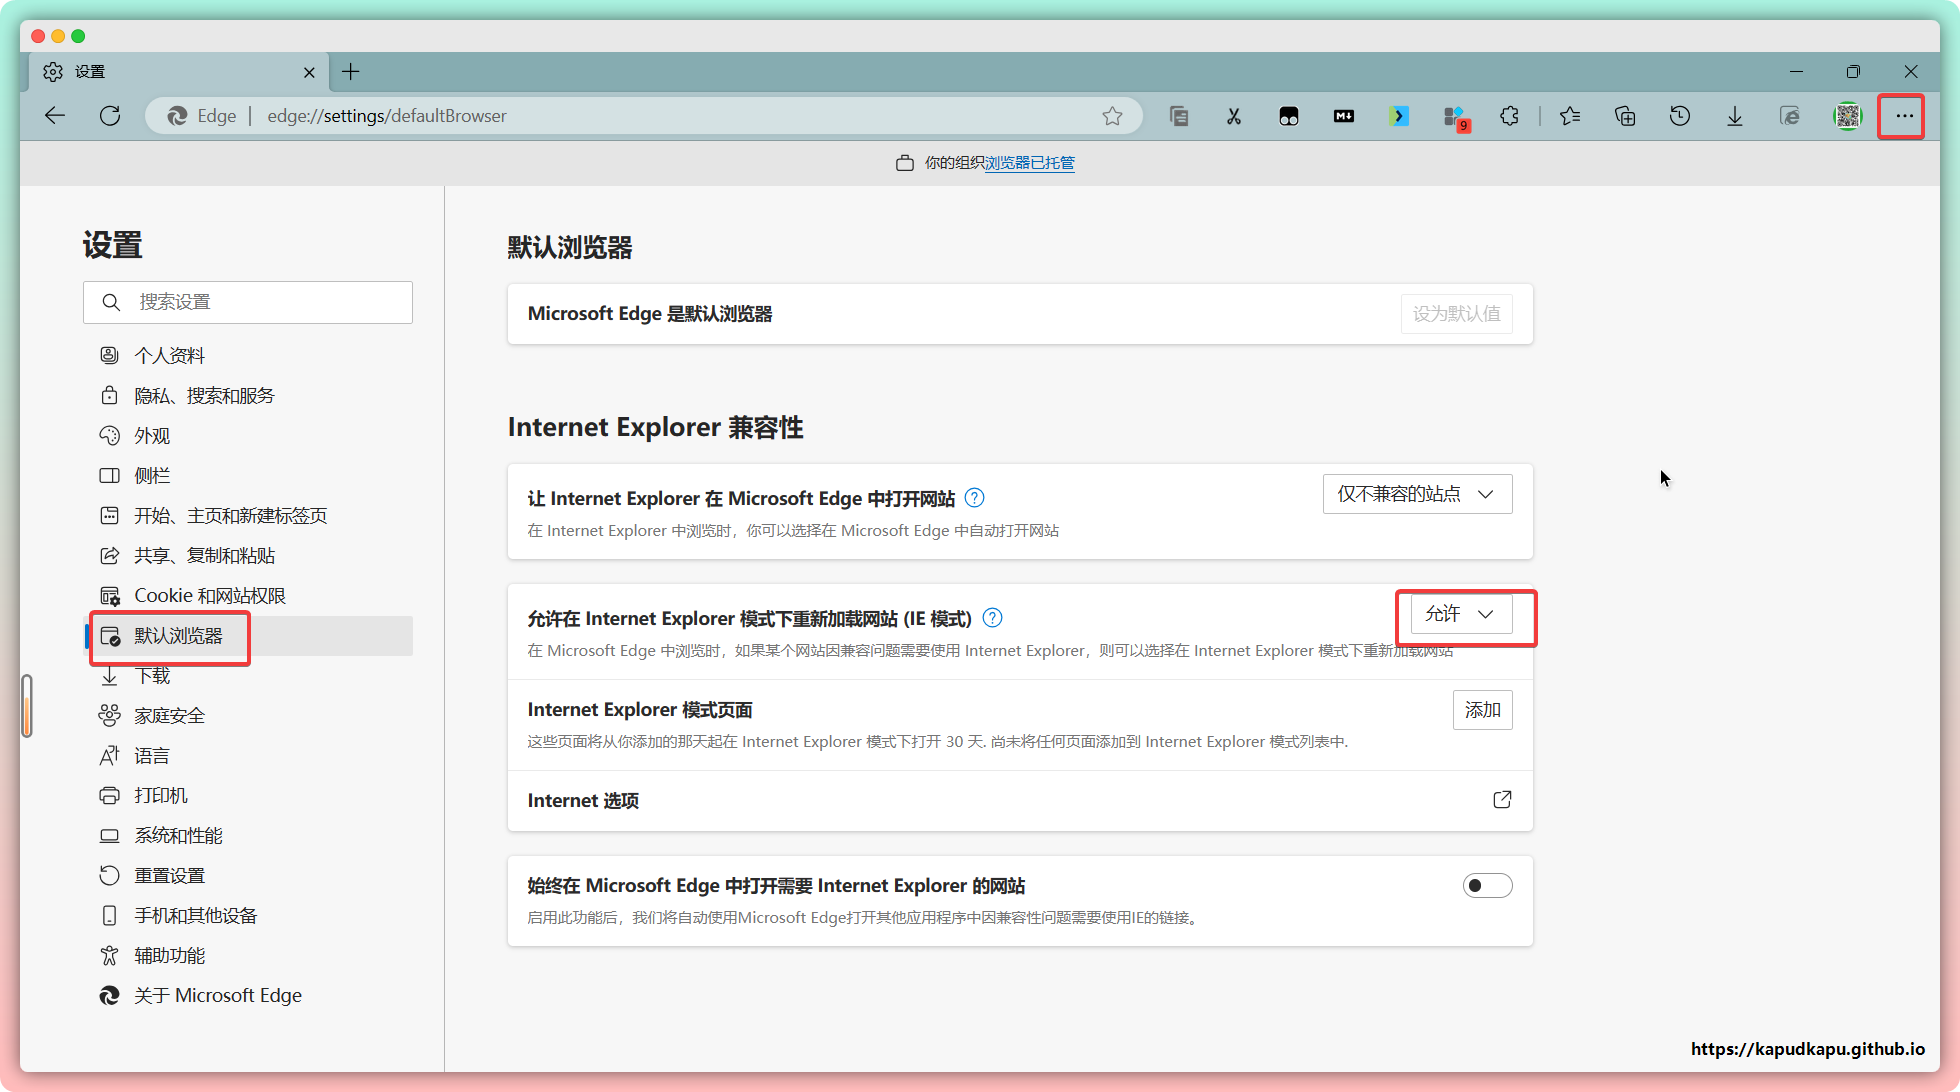 设置
Edge
edge://settings/defaultBrowser
M↓
9
你的组织浏览器已托管
设置
搜索设置
个人资料
隐私、搜索和服务
外观
侧栏
开始、主页和新建标签页
共享、复制和粘贴
Cookie 和网站权限
默认浏览器
下载
家庭安全
语言
打印机
系统和性能
重置设置
手机和其他设备
辅助功能
关于 Microsoft Edge
默认浏览器
Microsoft Edge 是默认浏览器
设为默认值
Internet Explorer 兼容性
让 Internet Explorer 在 Microsoft Edge 中打开网站
仅不兼容的站点
在 Internet Explorer 中浏览时，你可以选择在 Microsoft Edge 中自动打开网站
允许在 Internet Explorer 模式下重新加载网站 (IE 模式)
允许
在 Microsoft Edge 中浏览时，如果某个网站因兼容问题需要使用 Internet Explorer，则可以选择在 Internet Explorer 模式下重新加载网站
Internet Explorer 模式页面
添加
这些页面将从你添加的那天起在 Internet Explorer 模式下打开 30 天. 尚未将任何页面添加到 Internet Explorer 模式列表中.
Internet 选项
始终在 Microsoft Edge 中打开需要 Internet Explorer 的网站
启用此功能后，我们将自动使用Microsoft Edge打开其他应用程序中因兼容性问题需要使用IE的链接。
https://kapudkapu.github.io